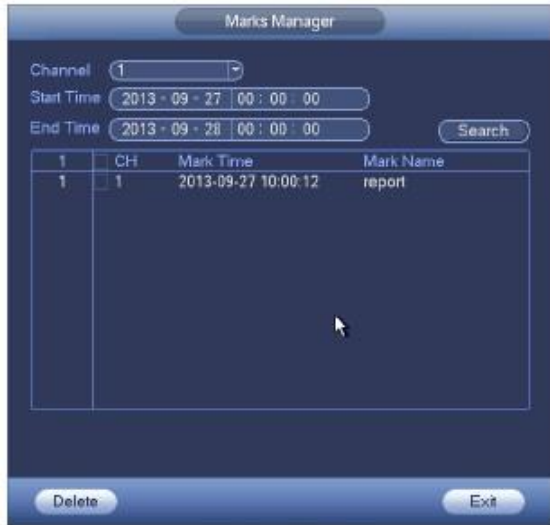 Marks Manager
Channel 1
Start Time 2013 - 09 - 27 00 : 00 : 00
End Time 2013 - 09 - 28 00 : 00 : 00
Search
1 CH Mark Time Mark Name
1 1 2013-09-27 10:00:12 report
Delete Exit